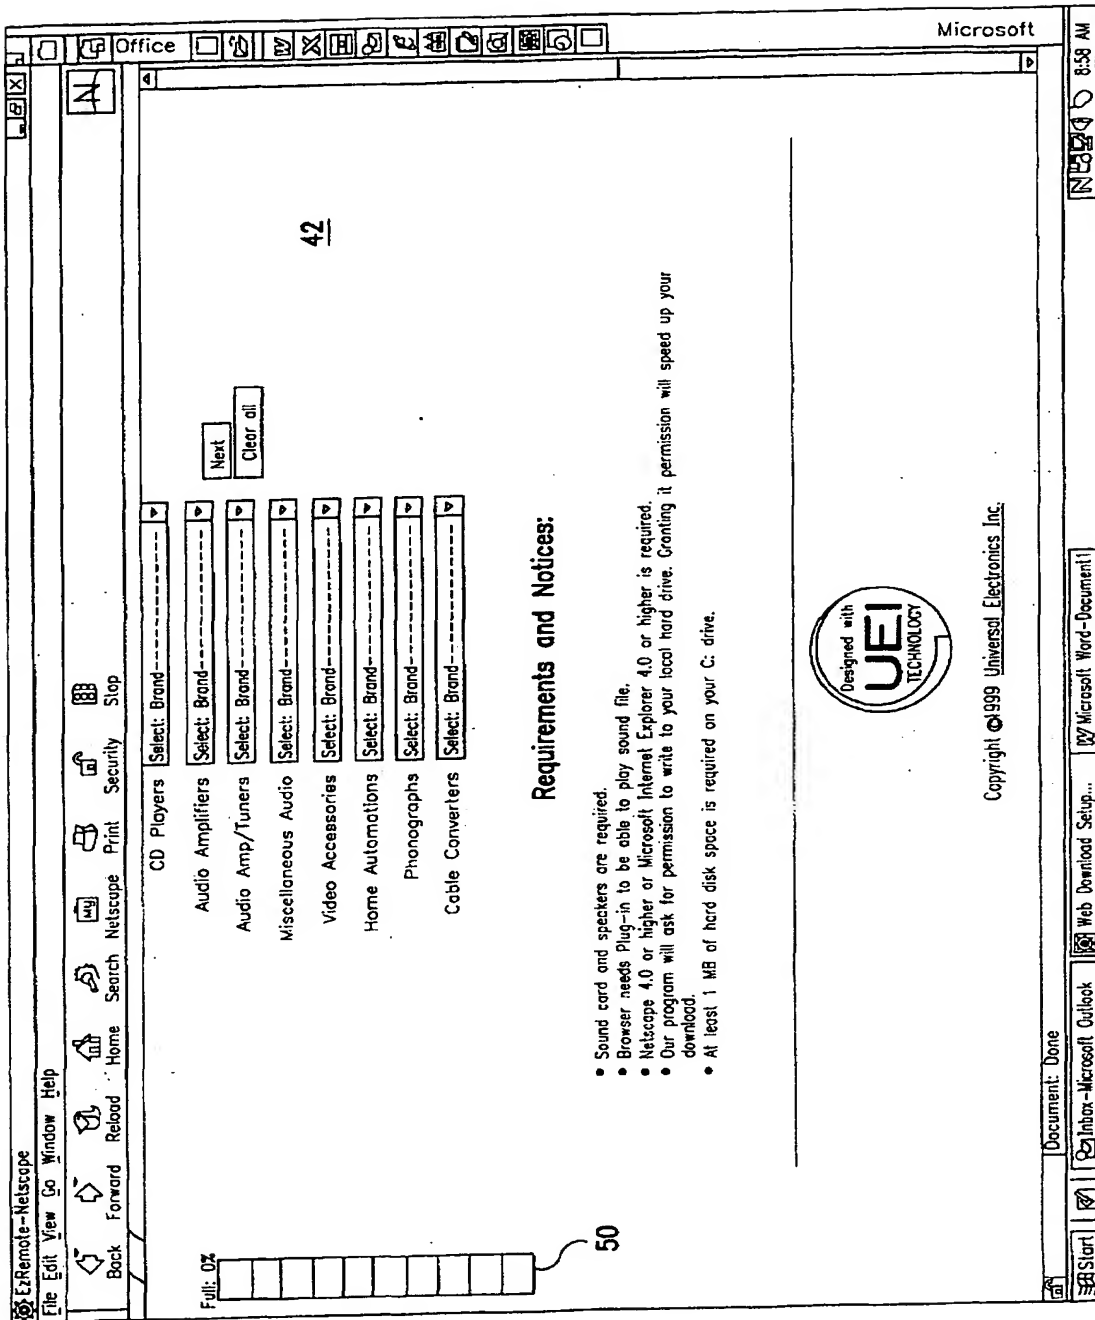 EzRemote-Netscape
File Edit View Go Window Help
Back Forward Reload Home Search Netscape Print Security Stop
My
N
Office
Microsoft
Full: 0%
50
CD Players Select: Brand
Audio Amplifiers Select: Brand
Audio Amp/Tuners Select: Brand
Miscellaneous Audio Select: Brand
Video Accessories Select: Brand
Home Automations Select: Brand
Phonographs Select: Brand
Cable Converters Select: Brand
Next
Clear all
42
Requirements and Notices:
• Sound card and speakers are required.
• Browser needs Plug-in to be able to play sound file.
• Netscape 4.0 or higher or Microsoft Internet Explorer 4.0 or higher is required.
• Our program will ask for permission to write to your local hard drive. Granting it permission will speed up your
download.
• At least 1 MB of hard disk space is required on your C: drive.
Designed with
UEI
TECHNOLOGY
Copyright ©1999 Universal Electronics Inc.
Document: Done
Start Inbox-Microsoft Outlook Web Download Setup... W Microsoft Word-Document1 8:58 AM